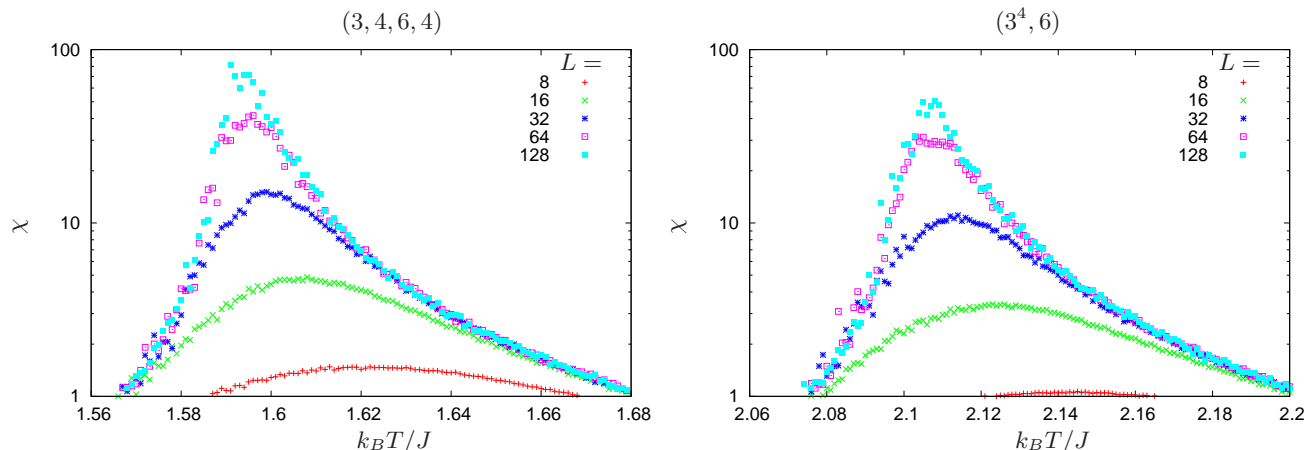 (3, 4, 6, 4)
100
10
1
χ
1.56 1.58 1.6 1.62 1.64 1.66 1.68
k_BT/J
L =
8
16
32
64
128
(3⁴, 6)
100
10
1
χ
2.06 2.08 2.1 2.12 2.14 2.16 2.18 2.2
k_BT/J
L =
8
16
32
64
128